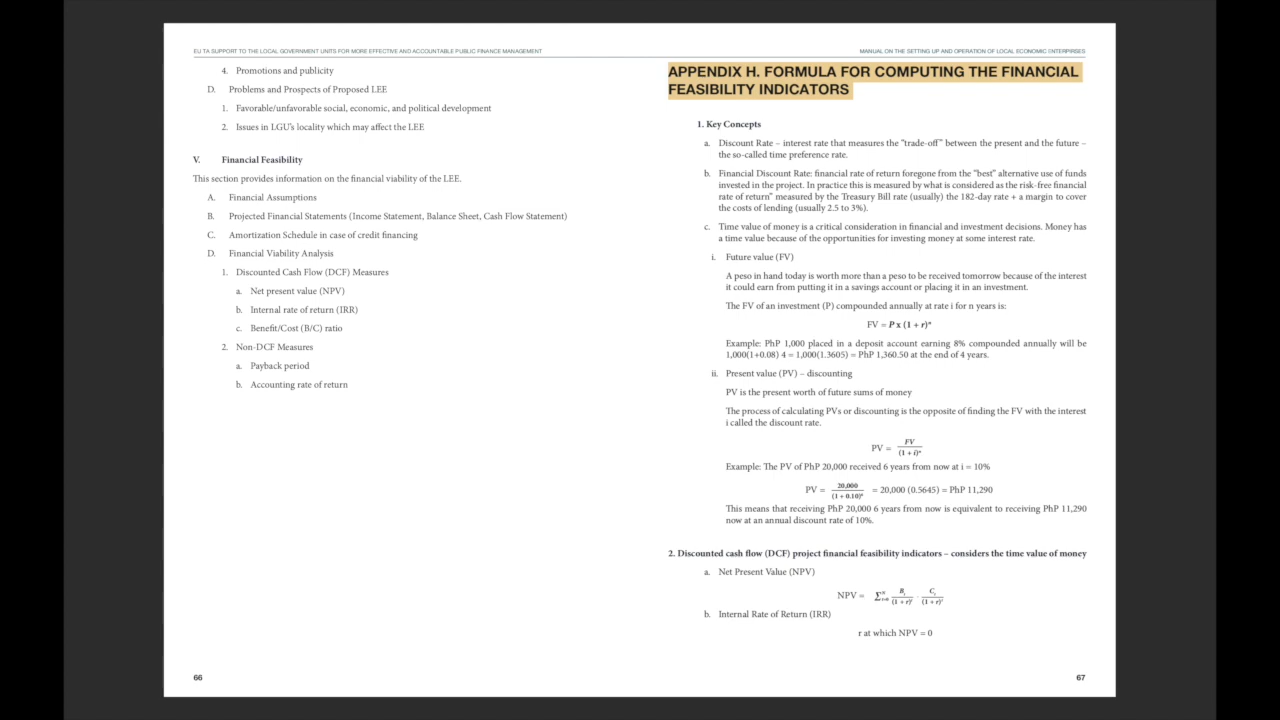 EU TA SUPPORT TO THE LOCAL GOVERNMENT UNITS FOR MORE EFFECTIVE AND ACCOUNTABLE PUBLIC FINANCE MANAGEMENT
4. Promotions and publicity
D. Problems and Prospects of Proposed LEE
1. Favorable/unfavorable social, economic, and political development
2. Issues in LGU's locality which may affect the LEE
V. Financial Feasibility
This section provides information on the financial viability of the LEE.
A. Financial Assumptions
B. Projected Financial Statements (Income Statement, Balance Sheet, Cash Flow Statement)
C. Amortization Schedule in case of credit financing
D. Financial Viability Analysis
1. Discounted Cash Flow (DCF) Measures
a. Net present value (NPV)
b. Internal rate of return (IRR)
c. Benefit/Cost (B/C) ratio
2. Non-DCF Measures
a. Payback period
b. Accounting rate of return
66
MANUAL ON THE SETTING UP AND OPERATION OF LOCAL ECONOMIC ENTERPRISES
APPENDIX H. FORMULA FOR COMPUTING THE FINANCIAL
FEASIBILITY INDICATORS
1. Key Concepts
a. Discount Rate – interest rate that measures the "trade-off" between the present and the future –
the so-called time preference rate.
b. Financial Discount Rate: financial rate of return foregone from the "best" alternative use of funds
invested in the project. In practice this is measured by what is considered as the risk-free financial
rate of return" measured by the Treasury Bill rate (usually) the 182-day rate + a margin to cover
the costs of lending (usually 2.5 to 3%).
c. Time value of money is a critical consideration in financial and investment decisions. Money has
a time value because of the opportunities for investing money at some interest rate.
i. Future value (FV)
A peso in hand today is worth more than a peso to be received tomorrow because of the interest
it could earn from putting it in a savings account or placing it in an investment.
The FV of an investment (P) compounded annually at rate i for n years is:
FV = P x (1 + r)ⁿ
Example: PhP 1,000 placed in a deposit account earning 8% compounded annually will be
1,000(1+0.08) 4 = 1,000(1.3605) = PhP 1,360.50 at the end of 4 years.
ii. Present value (PV) – discounting
PV is the present worth of future sums of money
The process of calculating PVs or discounting is the opposite of finding the FV with the interest
i called the discount rate.
PV = FV / (1 + i)ⁿ
Example: The PV of PhP 20,000 received 6 years from now at i = 10%
PV = 20,000 / (1 + 0.10)⁶ = 20,000 (0.5645) = PhP 11,290
This means that receiving PhP 20,000 6 years from now is equivalent to receiving PhP 11,290
now at an annual discount rate of 10%.
2. Discounted cash flow (DCF) project financial feasibility indicators – considers the time value of money
a. Net Present Value (NPV)
NPV = Σ Bₜ / (1 + r)ᵗ - Cₜ / (1 + r)ᵗ
b. Internal Rate of Return (IRR)
r at which NPV = 0
67